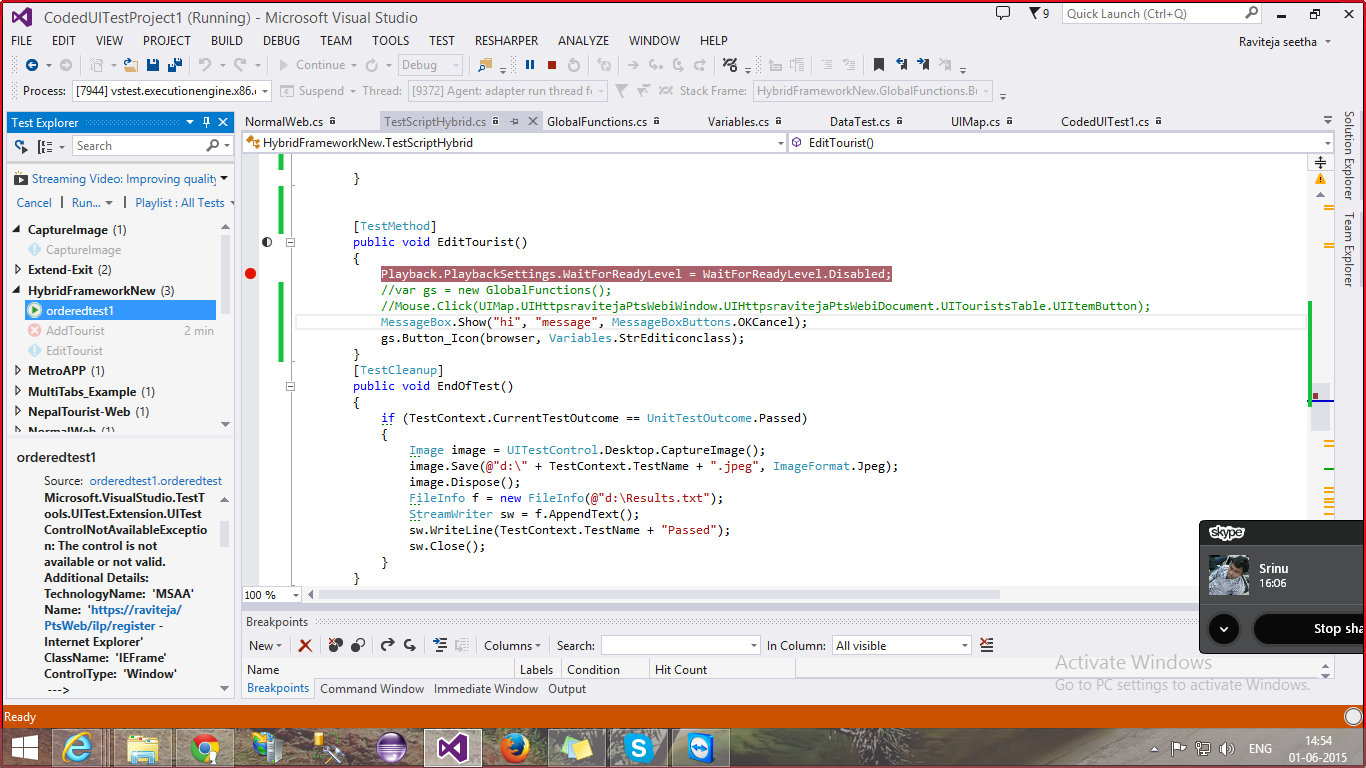 CodedUITestProject1 (Running) - Microsoft Visual Studio
9
Quick Launch (Ctrl+Q)
FILE EDIT VIEW PROJECT BUILD DEBUG TEAM TOOLS TEST RESHARPER ANALYZE WINDOW HELP
Raviteja seetha
Continue Debug
Process: [7944] vstest.executionengine.x86. Suspend Thread: [9372] Agent: adapter run thread f Stack Frame: HybridFrameworkNew.GlobalFunctions.B
Test Explorer
NormalWeb.cs TestScriptHybrid.cs GlobalFunctions.cs Variables.cs DataTest.cs UIMap.cs CodedUITest1.cs
Search
HybridFrameworkNew.TestScriptHybrid EditTourist()
Solution Explorer
Team Explorer
Streaming Video: Improving quality
Cancel Run... Playlist : All Tests
CaptureImage (1)
CaptureImage
Extend-Exit (2)
HybridFrameworkNew (3)
orderedtest1
AddTourist 2 min
EditTourist
MetroAPP (1)
MultiTabs_Example (1)
NepalTourist-Web (1)
NormalWeb (1)
}
[TestMethod]
public void EditTourist()
{
Playback.PlaybackSettings.WaitForReadyLevel = WaitForReadyLevel.Disabled;
//var gs = new GlobalFunctions();
//Mouse.Click(UIMap.UIHttpsravitejaPtsWebiWindow.UIHttpsravitejaPtsWebiDocument.UITouristsTable.UIItemButton);
MessageBox.Show("hi", "message", MessageBoxButtons.OKCancel);
gs.Button_Icon(browser, Variables.StrEditiconclass);
}
[TestCleanup]
public void EndOfTest()
{
if (TestContext.CurrentTestOutcome == UnitTestOutcome.Passed)
{
Image image = UITestControl.Desktop.CaptureImage();
image.Save(@"d:\" + TestContext.TestName + ".jpeg", ImageFormat.Jpeg);
image.Dispose();
FileInfo f = new FileInfo(@"d:\Results.txt");
StreamWriter sw = f.AppendText();
sw.WriteLine(TestContext.TestName + "Passed");
sw.Close();
}
}
100 %
orderedtest1
Source: orderedtest1.orderedtest
Microsoft.VisualStudio.TestT
ools.UITest.Extension.UITest
ControlNotAvailableExceptio
n: The control is not
available or not valid.
Additional Details:
TechnologyName: 'MSAA'
Name: 'https://raviteja/
PtsWeb/ilp/register -
Internet Explorer'
ClassName: 'IEFrame'
ControlType: 'Window'
--->
Breakpoints
New Columns Search: In Column: All visible
Name Labels Condition Hit Count
Breakpoints Command Window Immediate Window Output
skype
Srinu
16:06
Stop sha
Activate Windows
Go to PC settings to activate Windows.
Ready
ENG
14:54
01-06-2015